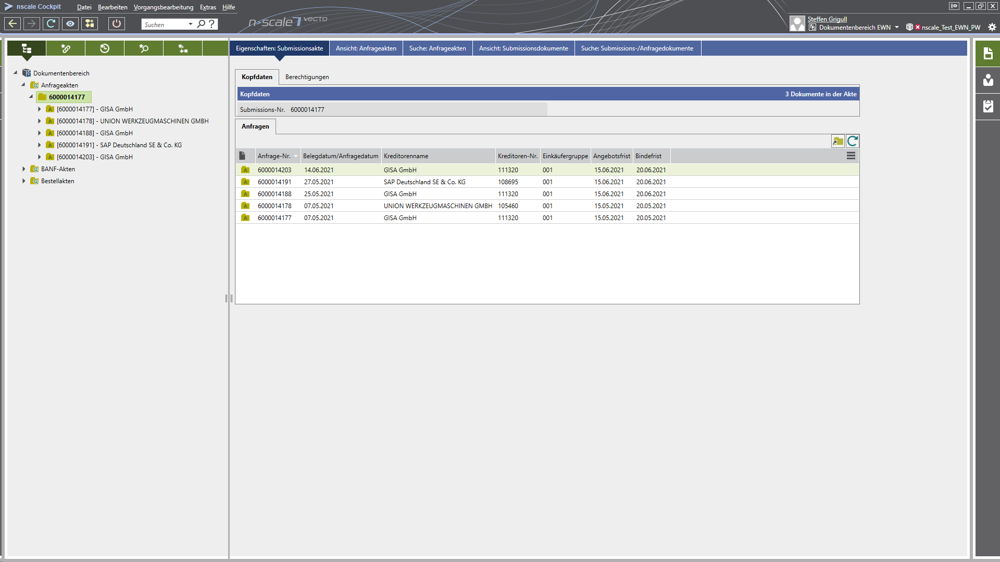 nscale Cockpit Datei Bearbeiten Vorgangsbearbeitung Extras Hilfe
Suchen
n-scale7 vecto
Steffen Grigull
Dokumentenbereich EWN nscale_Test_EWN_PW
Eigenschaften: Submissionsakte Ansicht: Anfrageakten Suche: Anfrageakten Ansicht: Submissionsdokumente Suche: Submissions-/Anfragedokumente
Dokumentenbereich
Anfrageakten
6000014177
[6000014177] - GISA GmbH
[6000014178] - UNION WERKZEUGMASCHINEN GMBH
[6000014188] - GISA GmbH
[6000014191] - SAP Deutschland SE & Co. KG
[6000014203] - GISA GmbH
BANF-Akten
Bestellakten
Kopfdaten Berechtigungen
Kopfdaten 3 Dokumente in der Akte
Submissions-Nr. 6000014177
Anfragen
Anfrage-Nr. Belegdatum/Anfragedatum Kreditorenname Kreditoren-Nr. Einkäufergruppe Angebotsfrist Bindefrist
A 6000014203 14.06.2021 GISA GmbH 111320 001 15.06.2021 20.06.2021
A 6000014191 27.05.2021 SAP Deutschland SE & Co. KG 108695 001 15.06.2021 20.06.2021
A 6000014188 25.05.2021 GISA GmbH 111320 001 15.06.2021 20.06.2021
A 6000014178 07.05.2021 UNION WERKZEUGMASCHINEN GMBH 105460 001 15.05.2021 20.05.2021
A 6000014177 07.05.2021 GISA GmbH 111320 001 15.05.2021 20.05.2021